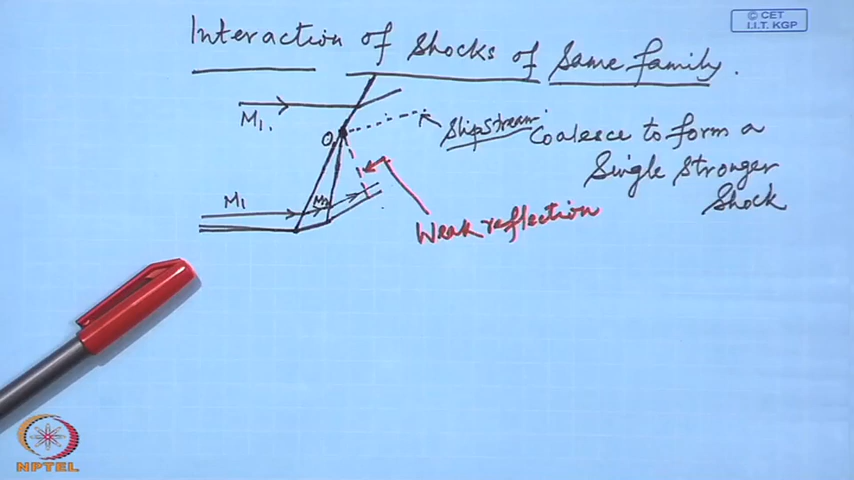 © CET
I.I.T. KGP
Interaction of Shocks of Same family.
M1.
O
Slipstream.
Coalesce to form a
Single Stronger
Shock
M1
M2
Weak reflection
NPTEL